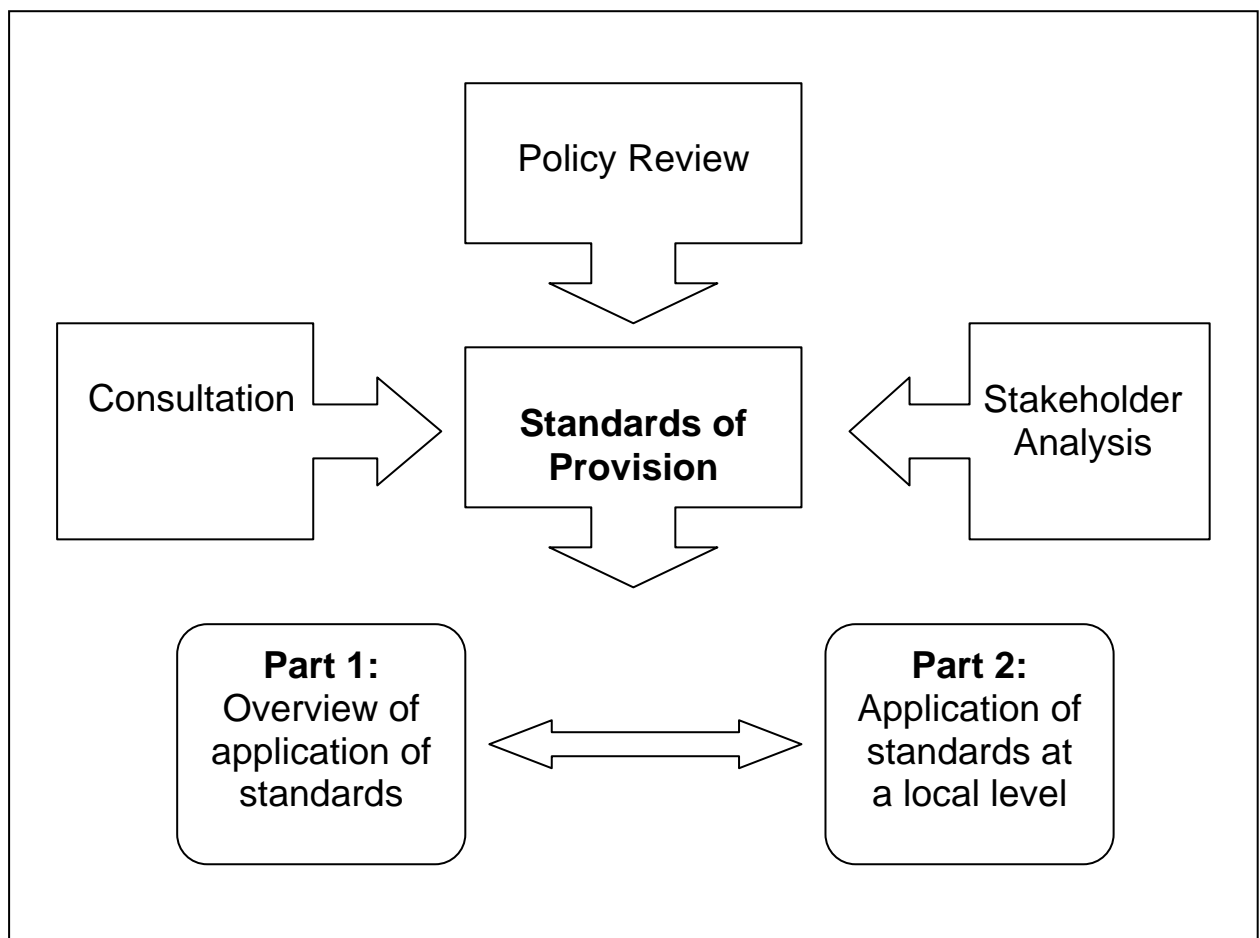 Policy Review
Consultation
Standards of
Provision
Stakeholder
Analysis
Part 1:
Overview of
application of
standards
Part 2:
Application of
standards at
a local level